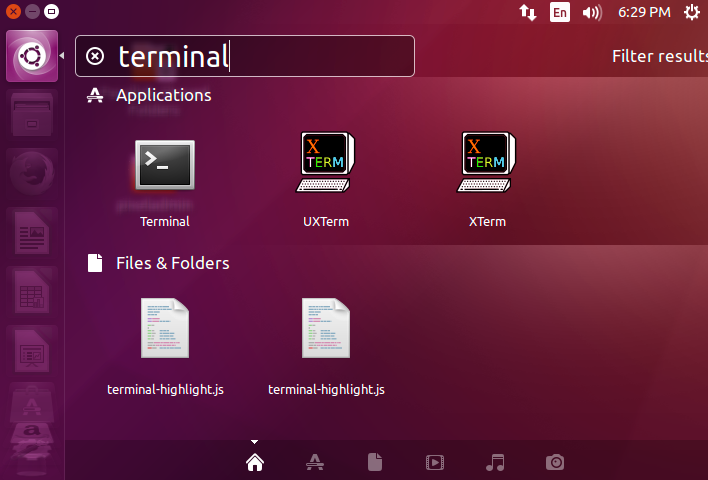 En
6:29 PM
terminal
Filter results
Applications
X
TERM
X
TERM
Terminal
UXTerm
XTerm
Files & Folders
terminal-highlight.js
terminal-highlight.js